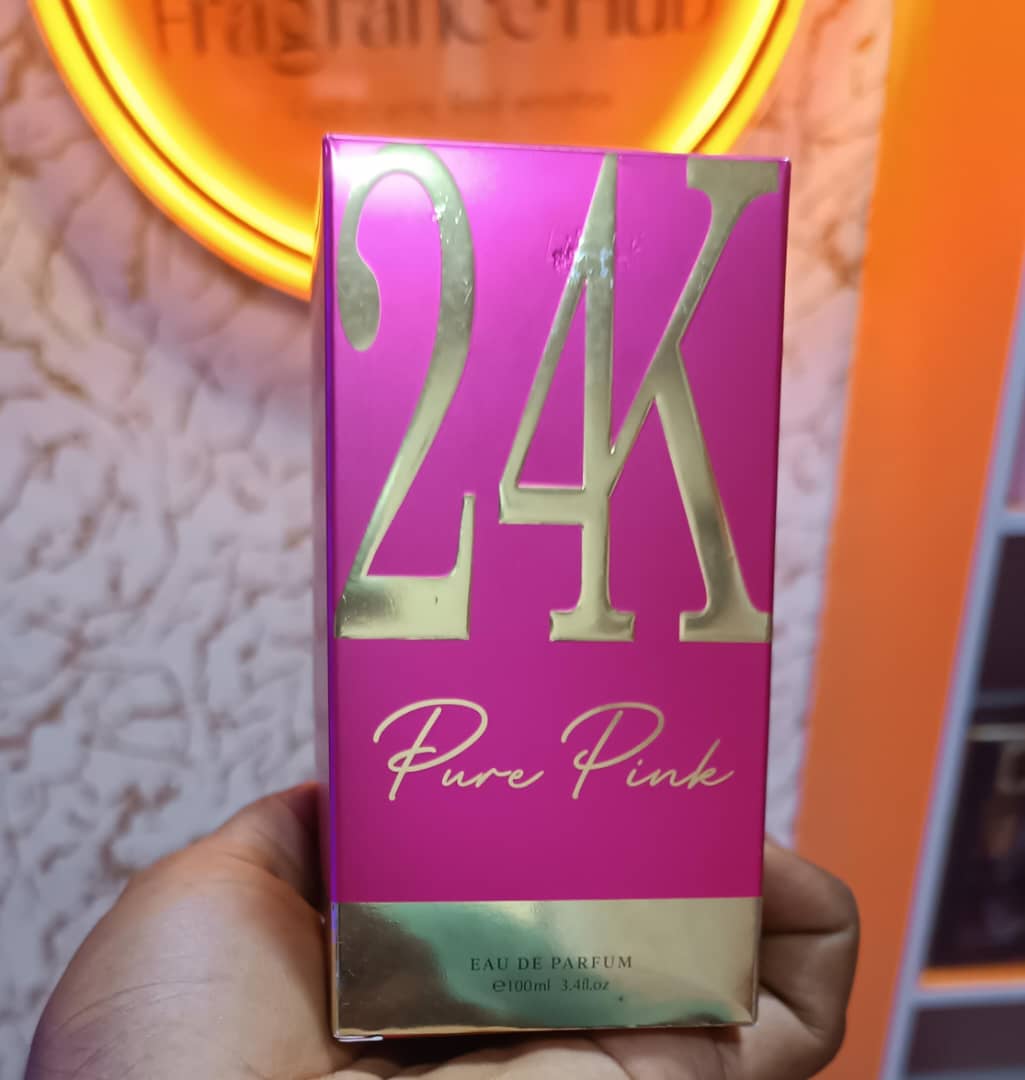 Fragrance Hub
24K
Pure Pink
EAU DE PARFUM
℮100ml 3.4fl.oz